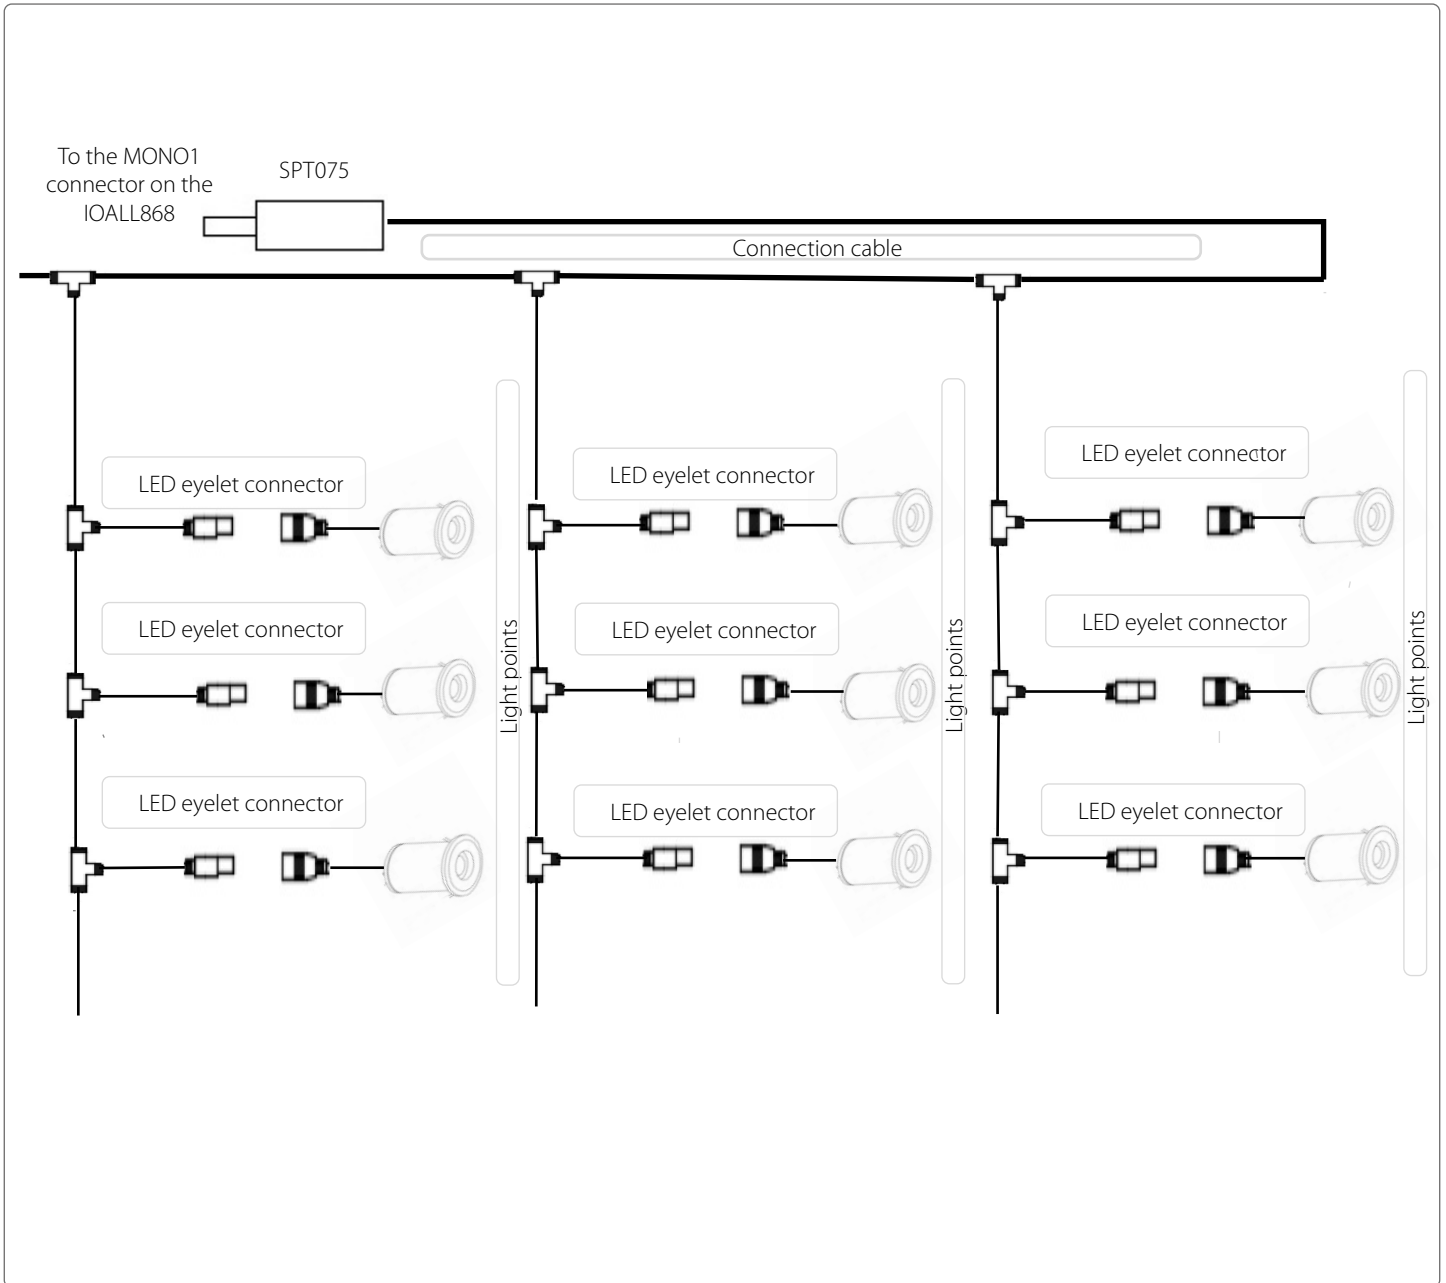 To the MONO1
connector on the
IOALL868
SPT075
Connection cable
LED eyelet connector
LED eyelet connector
LED eyelet connector
LED eyelet connector
LED eyelet connector
LED eyelet connector
LED eyelet connector
LED eyelet connector
LED eyelet connector
Light points
Light points
Light points